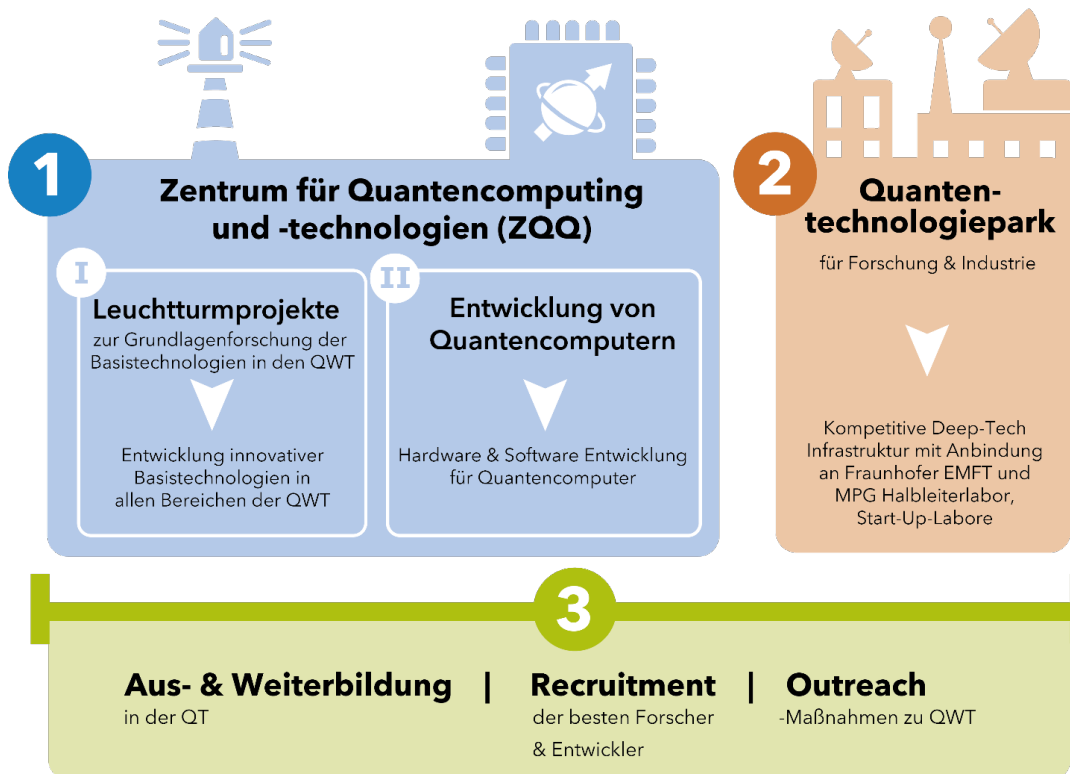 1
Zentrum für Quantencomputing
und -technologien (ZQQ)
I
Leuchtturmprojekte
zur Grundlagenforschung der
Basistechnologien in den QWT
Entwicklung innovativer
Basistechnologien in
allen Bereichen der QWT
II
Entwicklung von
Quantencomputern
Hardware & Software Entwicklung
für Quantencomputer
2
Quanten-
technologiepark
für Forschung & Industrie
Kompetitive Deep-Tech
Infrastruktur mit Anbindung
an Fraunhofer EMFT und
MPG Halbleiterlabor,
Start-Up-Labore
3
Aus- & Weiterbildung | Recruitment | Outreach
in der QT
der besten Forscher
& Entwickler
-Maßnahmen zu QWT